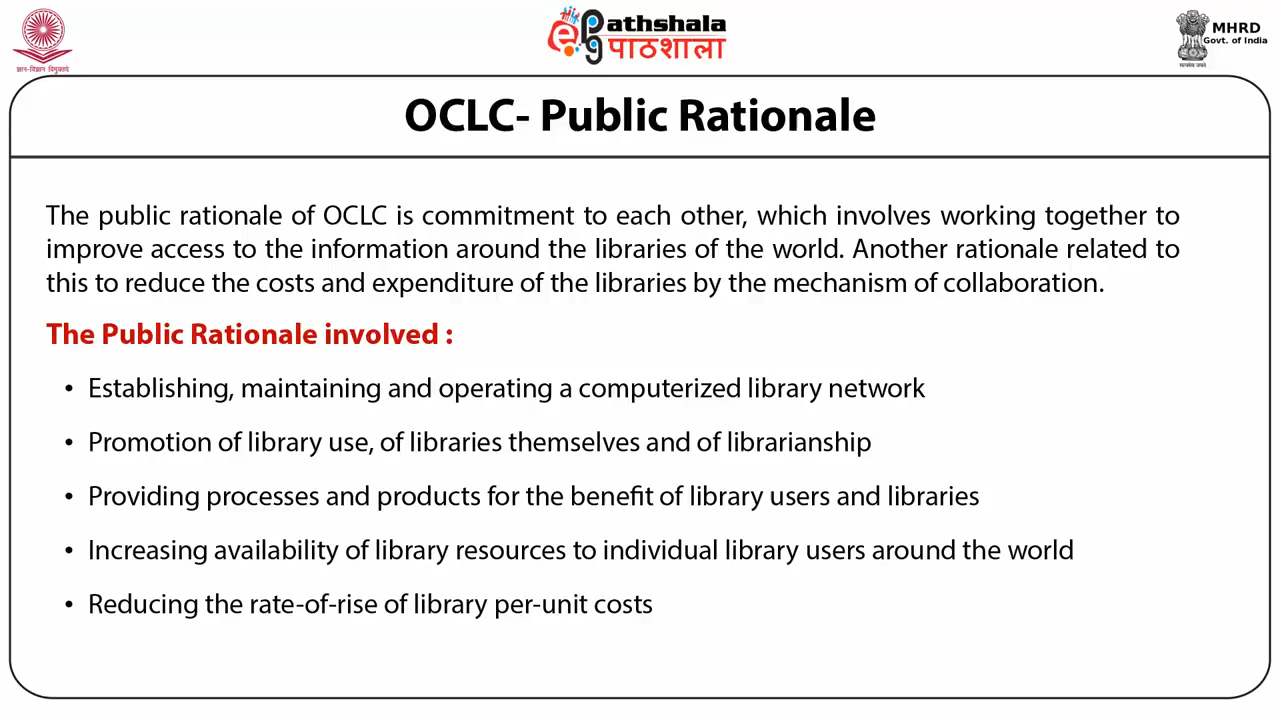 ज्ञान-विज्ञान विमुक्तये
ePathshala
पाठशाला
सत्यमेव जयते
MHRD
Govt. of India
OCLC- Public Rationale
The public rationale of OCLC is commitment to each other, which involves working together to
improve access to the information around the libraries of the world. Another rationale related to
this to reduce the costs and expenditure of the libraries by the mechanism of collaboration.
The Public Rationale involved :
• Establishing, maintaining and operating a computerized library network
• Promotion of library use, of libraries themselves and of librarianship
• Providing processes and products for the benefit of library users and libraries
• Increasing availability of library resources to individual library users around the world
• Reducing the rate-of-rise of library per-unit costs